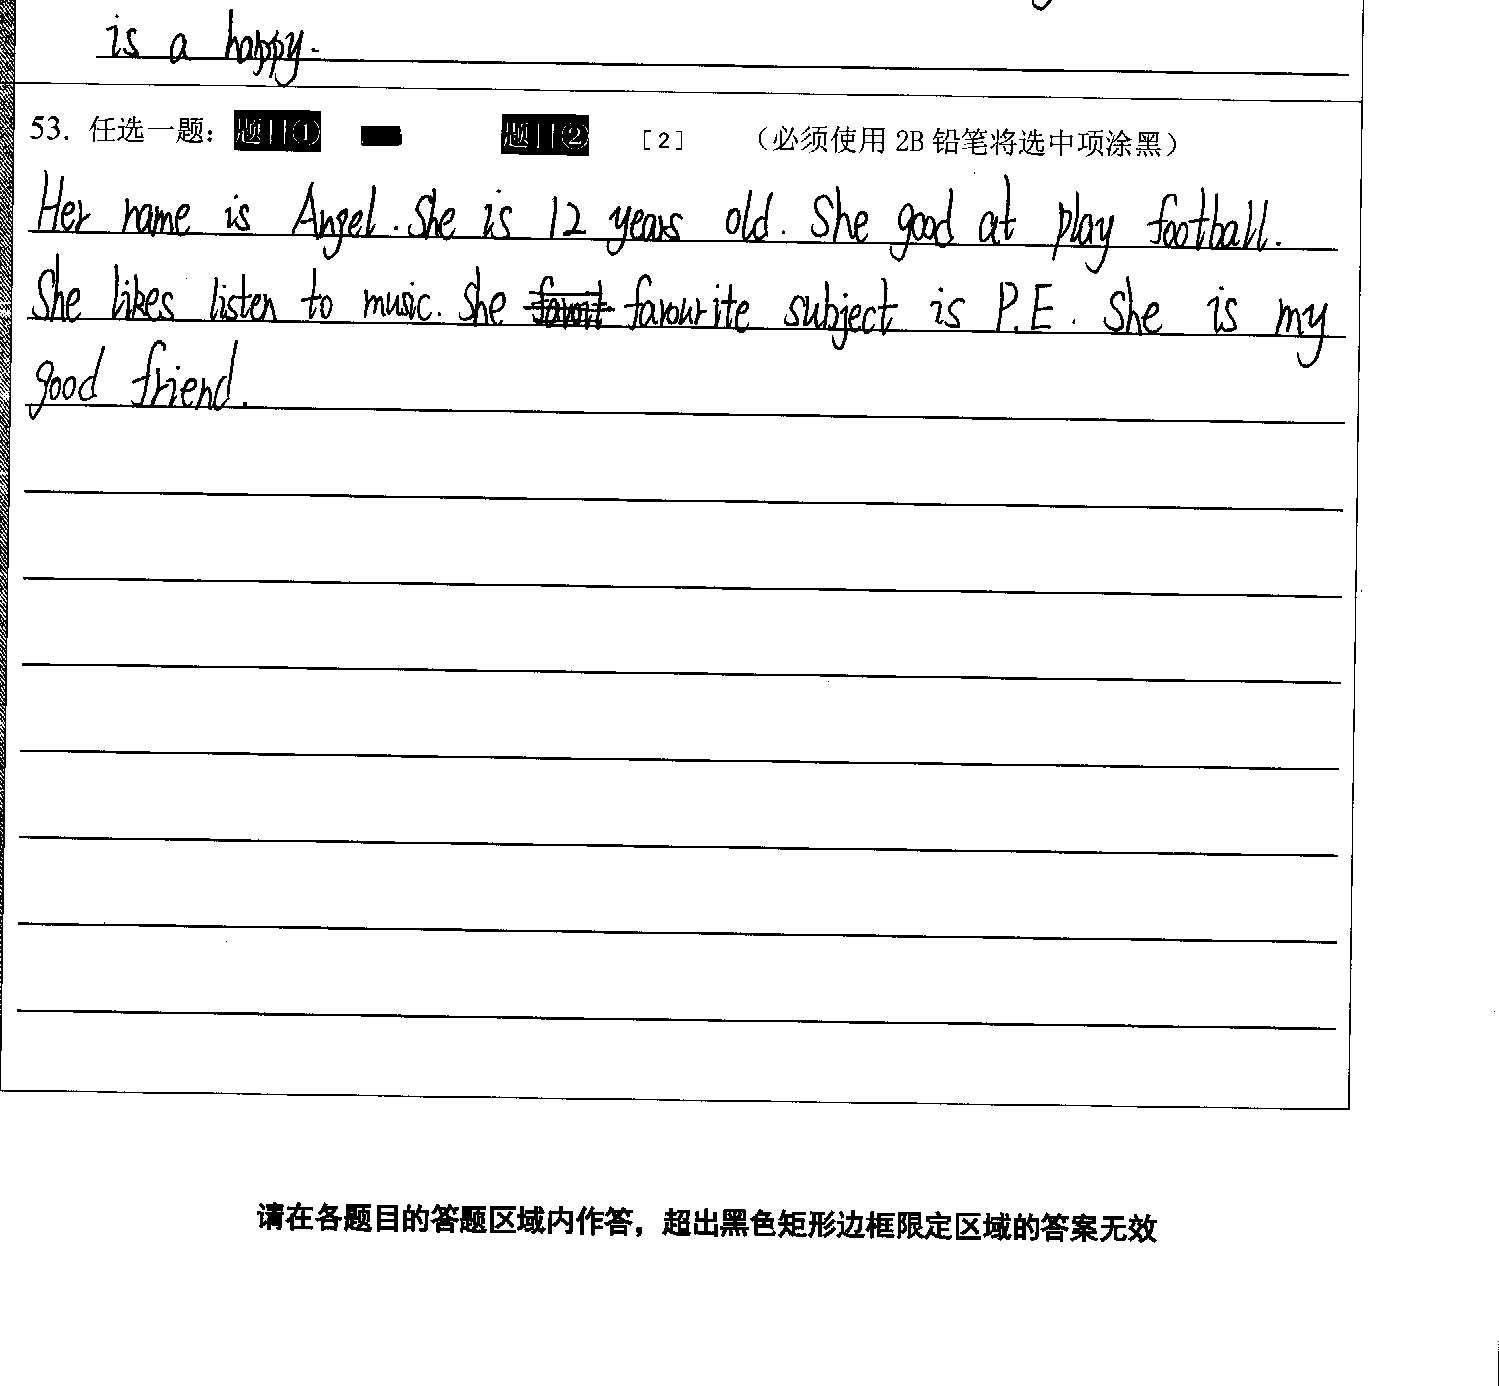 is a happy.
53. 任选一题： 题目① 题目② [2] （必须使用 2B 铅笔将选中项涂黑）
Her name is Angel. She is 12 years old. She good at play football.
She likes listen to music. She favourite subject is P.E. She is my
good friend.
请在各题目的答题区域内作答，超出黑色矩形边框限定区域的答案无效